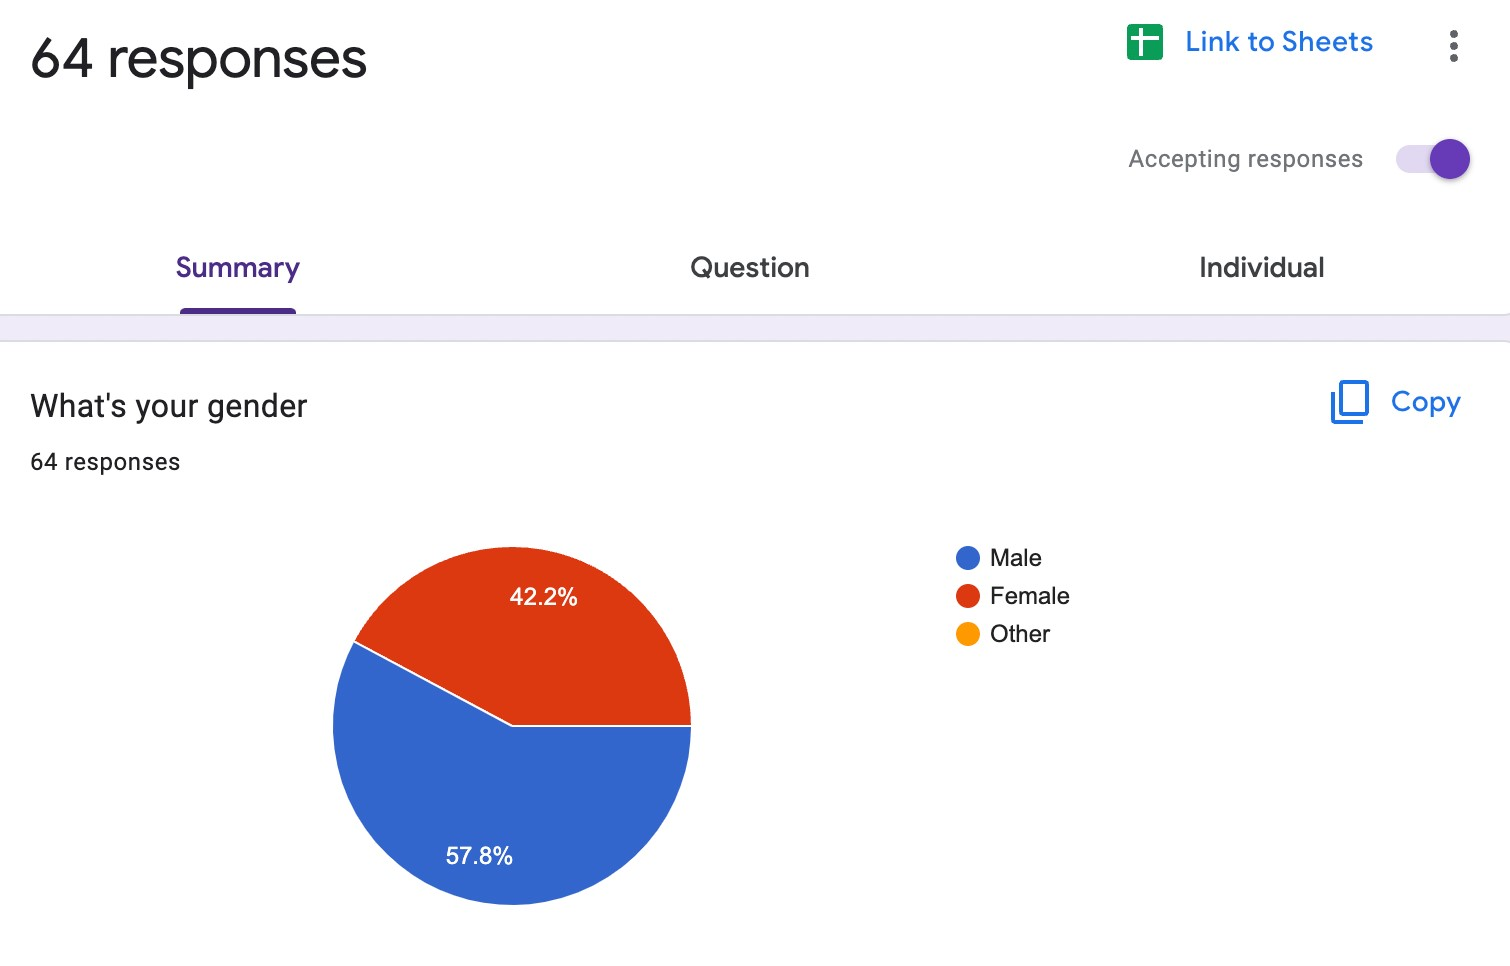 64 responses
Link to Sheets
Accepting responses
Summary
Question
Individual
What's your gender
Copy
64 responses
42.2%
57.8%
Male
Female
Other